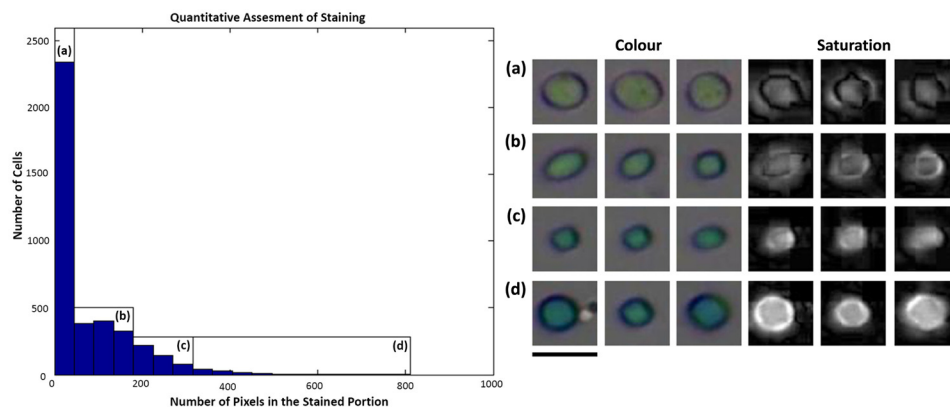 Quantitative Assesment of Staining
2500
2000
1500
1000
500
0
Number of Cells
(a)
(b)
(c)
(d)
0 200 400 600 800 1000
Number of Pixels in the Stained Portion
Colour Saturation
(a)
(b)
(c)
(d)